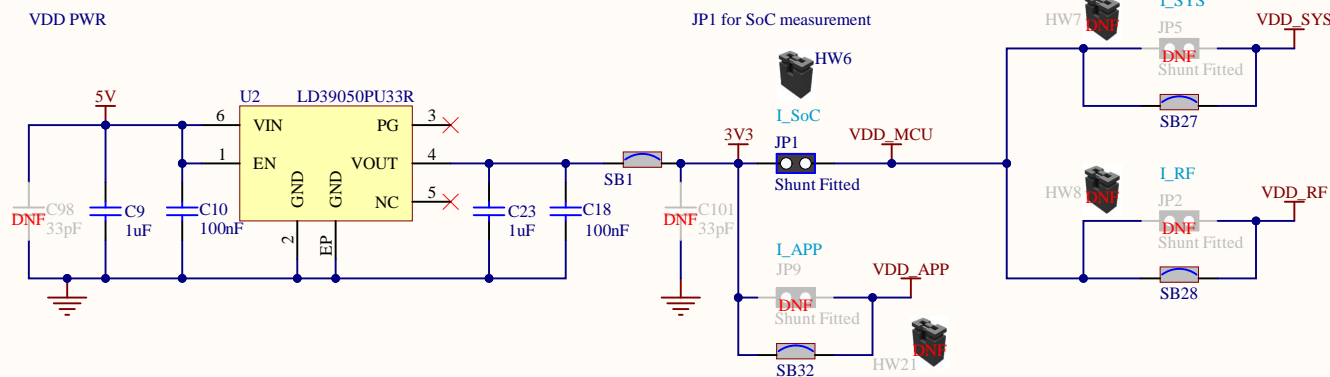 VDD PWR
JP1 for SoC measurement
I_SYS
HW7
DNF
JP5
VDD_SYS
DNF
Shunt Fitted
SB27
HW6
I_SoC
5V
U2
LD39050PU33R
6
VIN
PG
3
1
EN
VOUT
4
GND
GND
NC
5
2
EP
SB1
3V3
JP1
VDD_MCU
Shunt Fitted
C98
DNF
33pF
C9
1uF
C10
100nF
C23
1uF
C18
100nF
C101
DNF
33pF
I_RF
HW8
DNF
JP2
VDD_RF
DNF
Shunt Fitted
SB28
I_APP
JP9
VDD_APP
DNF
Shunt Fitted
DNF
HW21
SB32